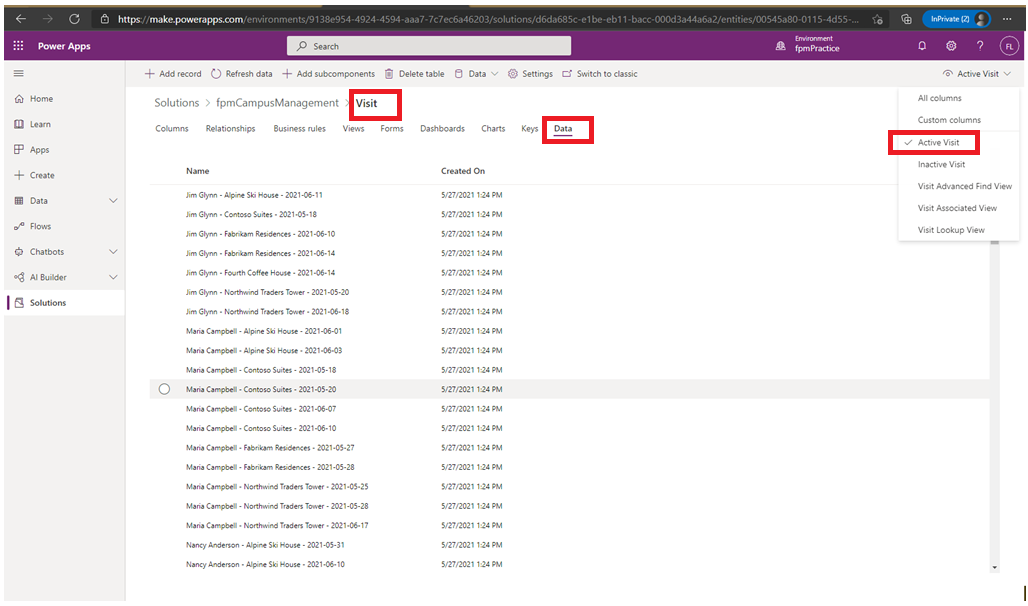 https://make.powerapps.com/environments/9138e954-4924-4594-aaa7-7c7ec6a46203/solutions/d6da685c-e1be-eb11-bacc-000d3a44a6a2/entities/00545a80-0115-4d55-...
InPrivate (2)
Power Apps
Search
Environment
fpmPractice
FL
Add record
Refresh data
Add subcomponents
Delete table
Data
Settings
Switch to classic
Active Visit
Home
Learn
Apps
Create
Data
Flows
Chatbots
AI Builder
Solutions
Solutions > fpmCampusManagement > Visit
Columns Relationships Business rules Views Forms Dashboards Charts Keys Data
All columns
Custom columns
Active Visit
Inactive Visit
Visit Advanced Find View
Visit Associated View
Visit Lookup View
Name Created On
Jim Glynn - Alpine Ski House - 2021-06-11 5/27/2021 1:24 PM
Jim Glynn - Contoso Suites - 2021-05-18 5/27/2021 1:24 PM
Jim Glynn - Fabrikam Residences - 2021-06-10 5/27/2021 1:24 PM
Jim Glynn - Fabrikam Residences - 2021-06-14 5/27/2021 1:24 PM
Jim Glynn - Fourth Coffee House - 2021-06-14 5/27/2021 1:24 PM
Jim Glynn - Northwind Traders Tower - 2021-05-20 5/27/2021 1:24 PM
Jim Glynn - Northwind Traders Tower - 2021-06-18 5/27/2021 1:24 PM
Maria Campbell - Alpine Ski House - 2021-06-01 5/27/2021 1:24 PM
Maria Campbell - Alpine Ski House - 2021-06-03 5/27/2021 1:24 PM
Maria Campbell - Contoso Suites - 2021-05-18 5/27/2021 1:24 PM
Maria Campbell - Contoso Suites - 2021-05-20 5/27/2021 1:24 PM
Maria Campbell - Contoso Suites - 2021-06-07 5/27/2021 1:24 PM
Maria Campbell - Contoso Suites - 2021-06-10 5/27/2021 1:24 PM
Maria Campbell - Fabrikam Residences - 2021-05-27 5/27/2021 1:24 PM
Maria Campbell - Fabrikam Residences - 2021-05-28 5/27/2021 1:24 PM
Maria Campbell - Northwind Traders Tower - 2021-05-25 5/27/2021 1:24 PM
Maria Campbell - Northwind Traders Tower - 2021-05-28 5/27/2021 1:24 PM
Maria Campbell - Northwind Traders Tower - 2021-06-17 5/27/2021 1:24 PM
Nancy Anderson - Alpine Ski House - 2021-05-31 5/27/2021 1:24 PM
Nancy Anderson - Alpine Ski House - 2021-06-10 5/27/2021 1:24 PM